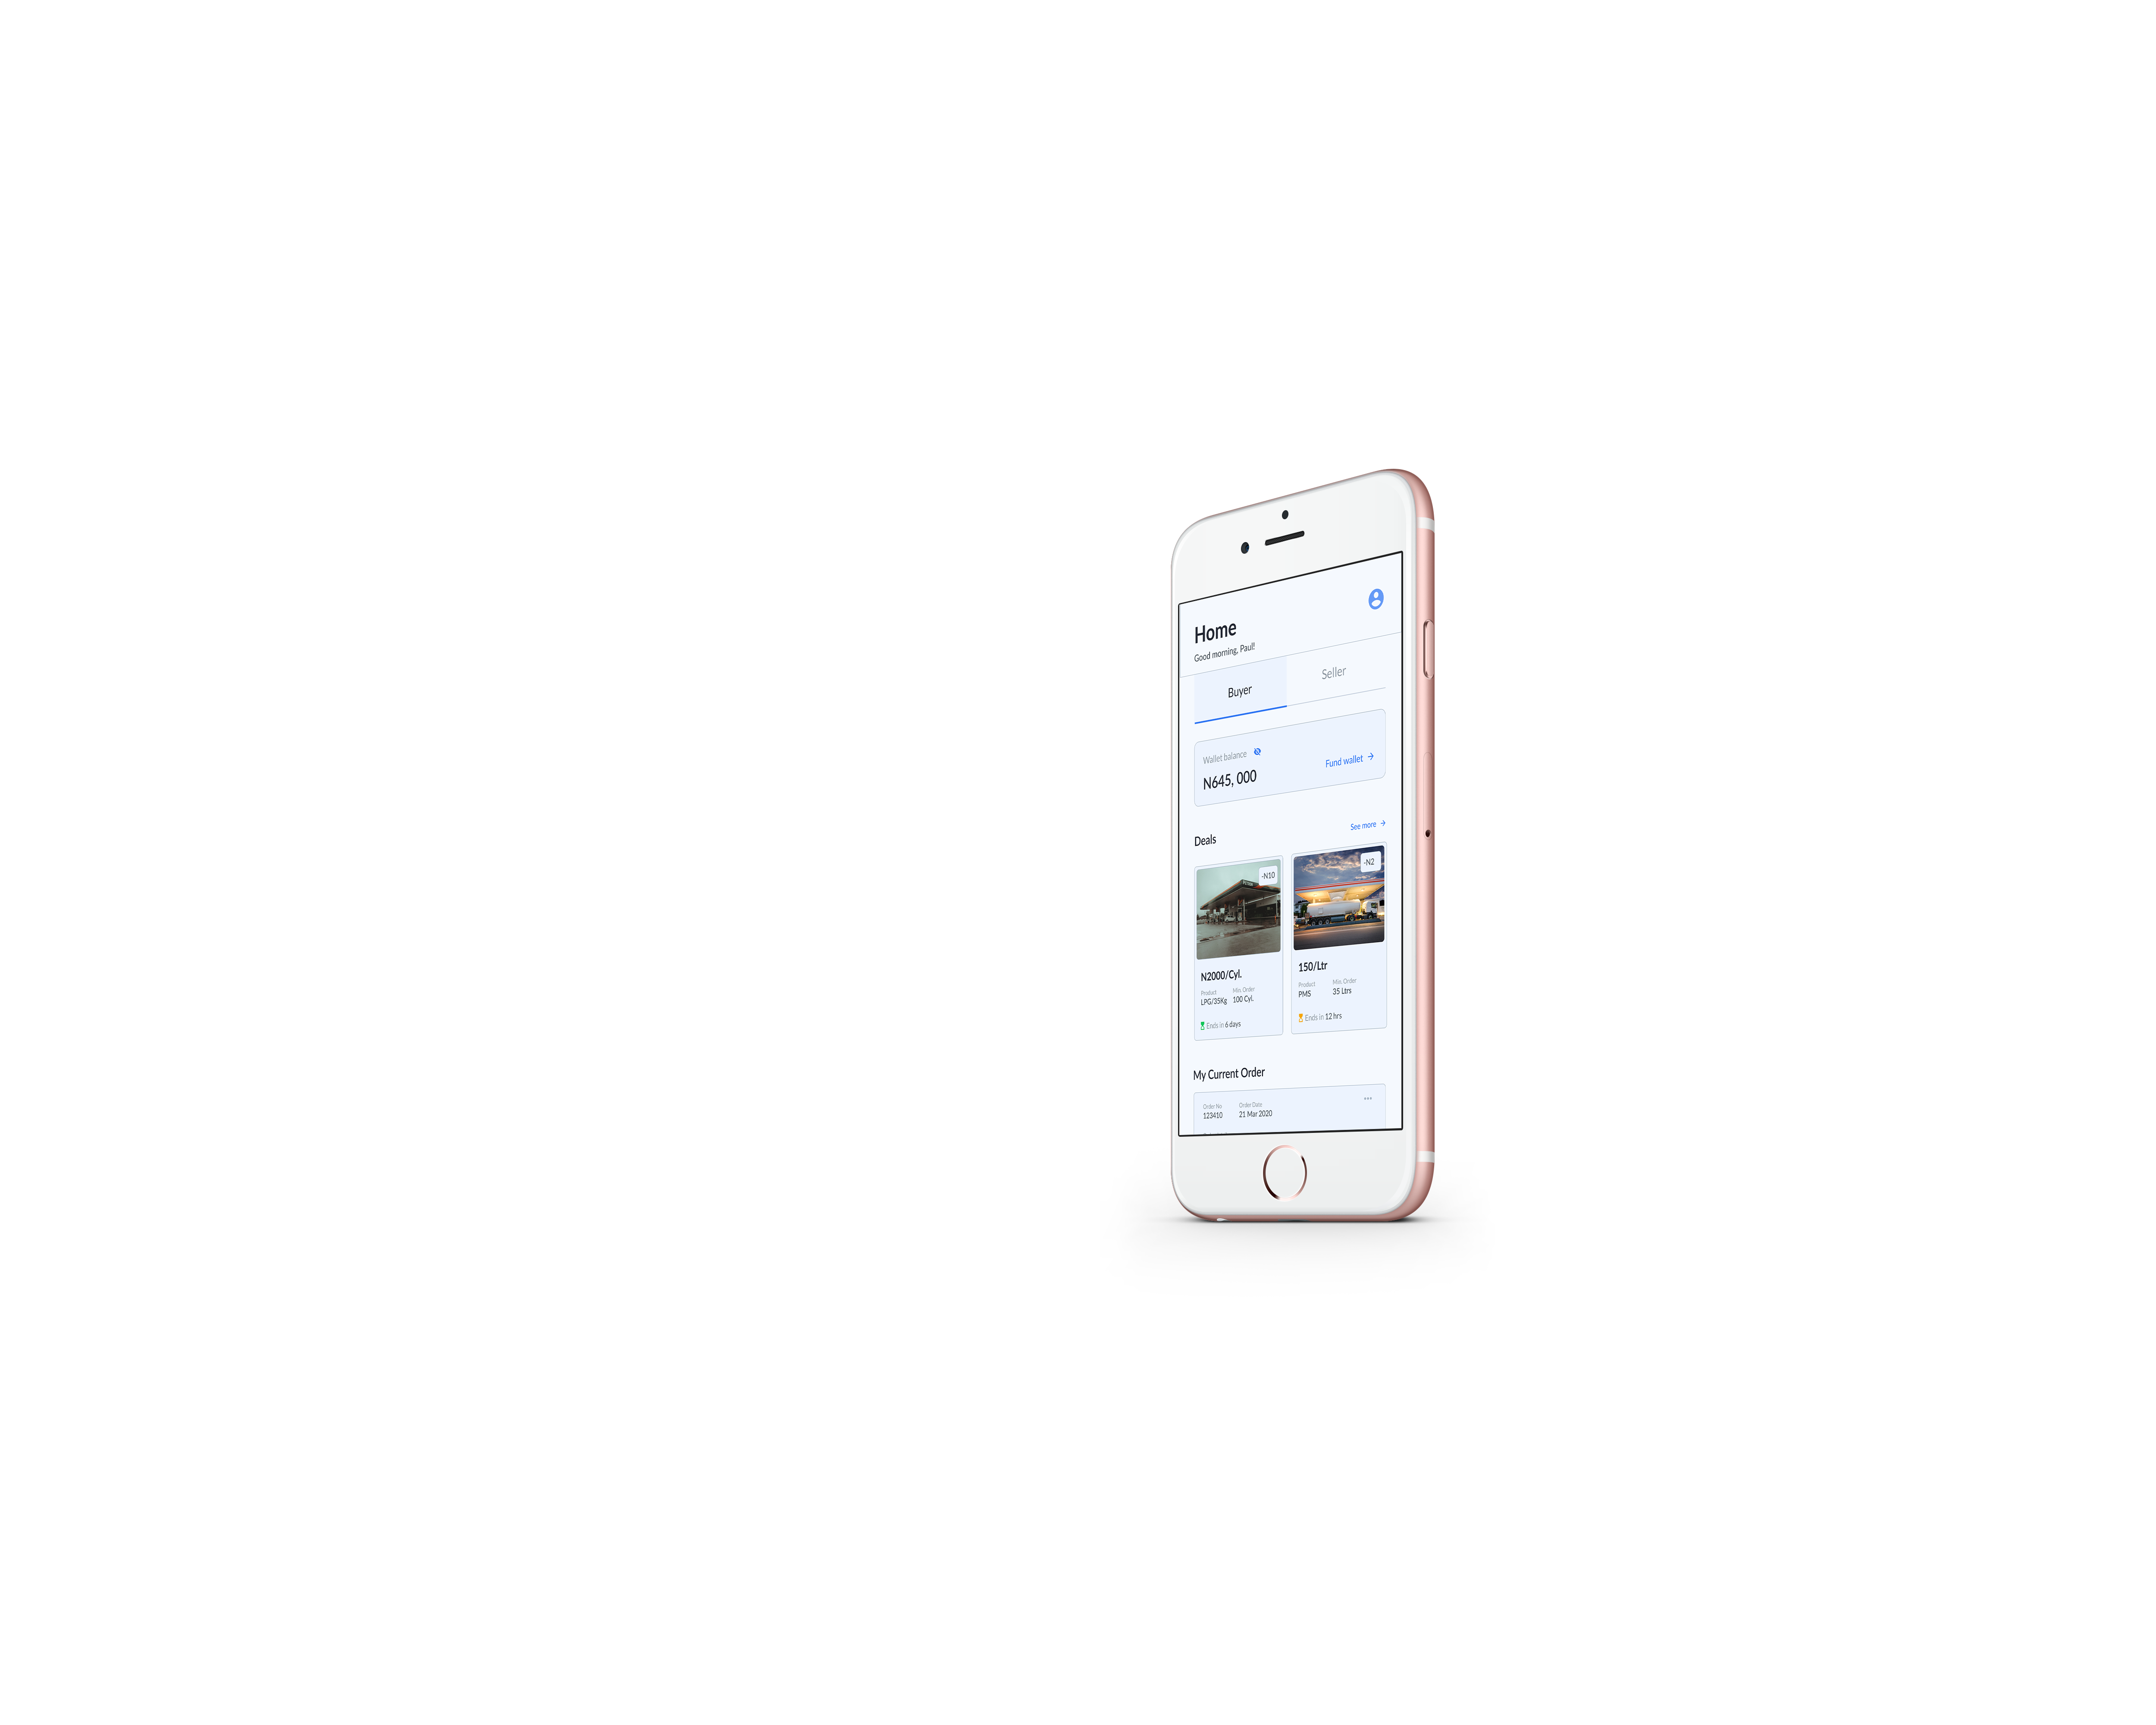 Home
Good morning, Paul!
Buyer
Seller
Wallet balance
N645, 000
Fund wallet
Deals
See more
-N10
N2000/Cyl.
Product
Min Order
LPG/35Kg
100 Cyl.
Ends in 6 days
-N2
150/Ltr
Product
Min Order
PMS
35 Ltrs
Ends in 12 hrs
My Current Order
Order No
Order Date
123410
21 Mar 2020